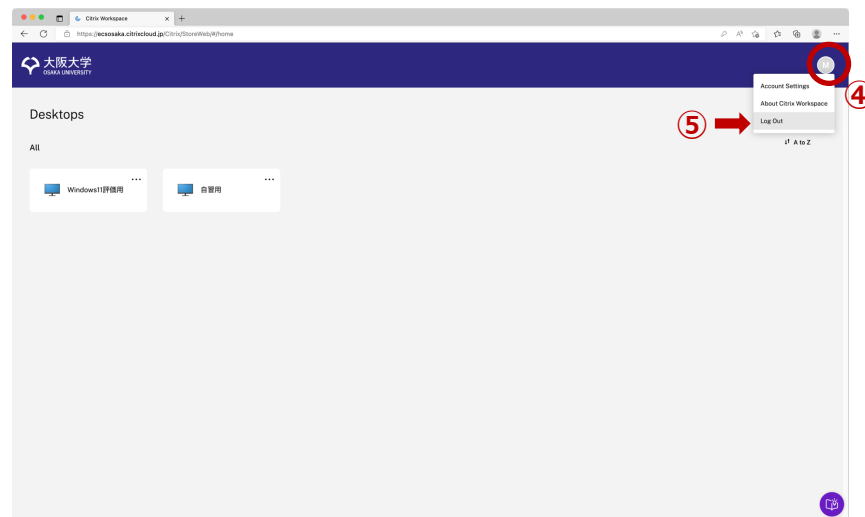 Citrix Workspace
https://ecsosaka.citrixcloud.jp/Citrix/StoreWeb/#/home
大阪大学
OSAKA UNIVERSITY
M
④
Account Settings
About Citrix Workspace
⑤
Log Out
Desktops
All
A to Z
Windows11評価用
自習用